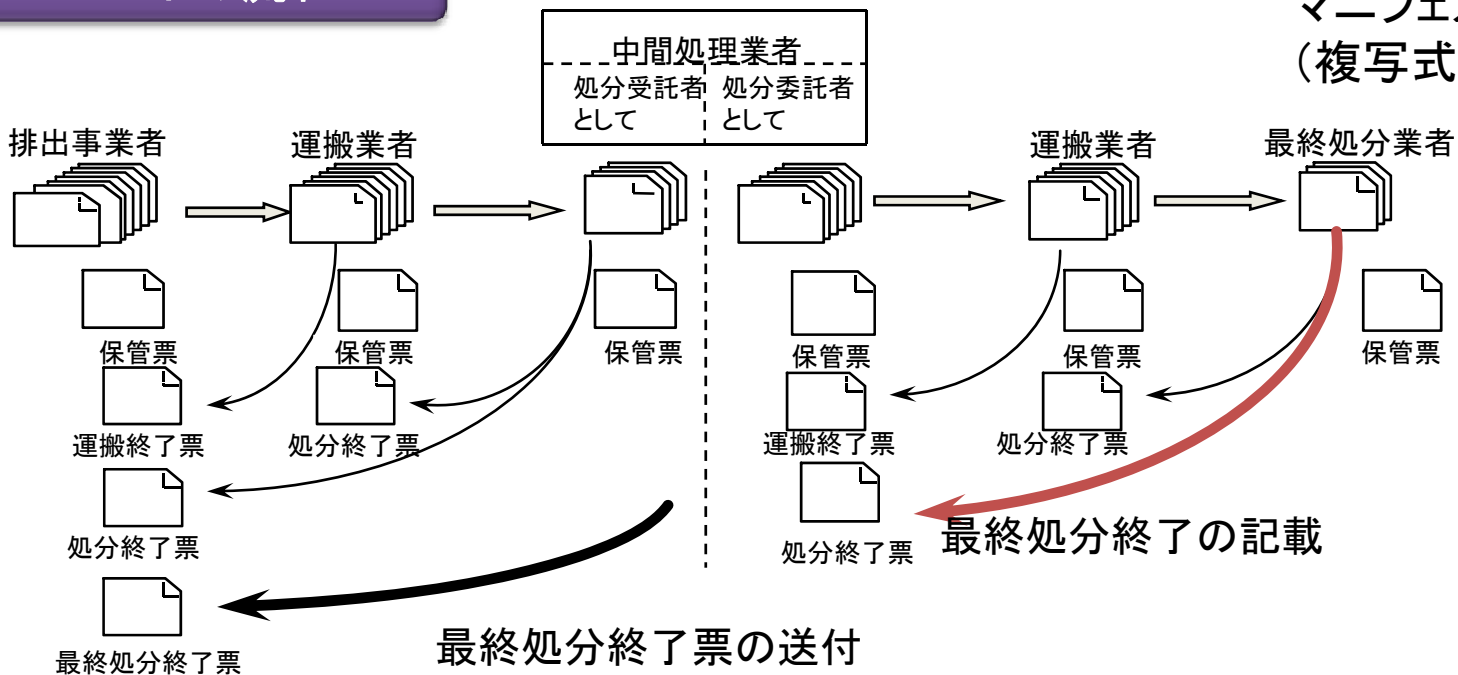 (複写式
中間処理業者
処分受託者
として
処分委託者
として
排出事業者
運搬業者
運搬業者
最終処分業者
保管票
保管票
保管票
保管票
保管票
保管票
運搬終了票
処分終了票
運搬終了票
処分終了票
処分終了票
処分終了票
最終処分終了の記載
最終処分終了票
最終処分終了票の送付